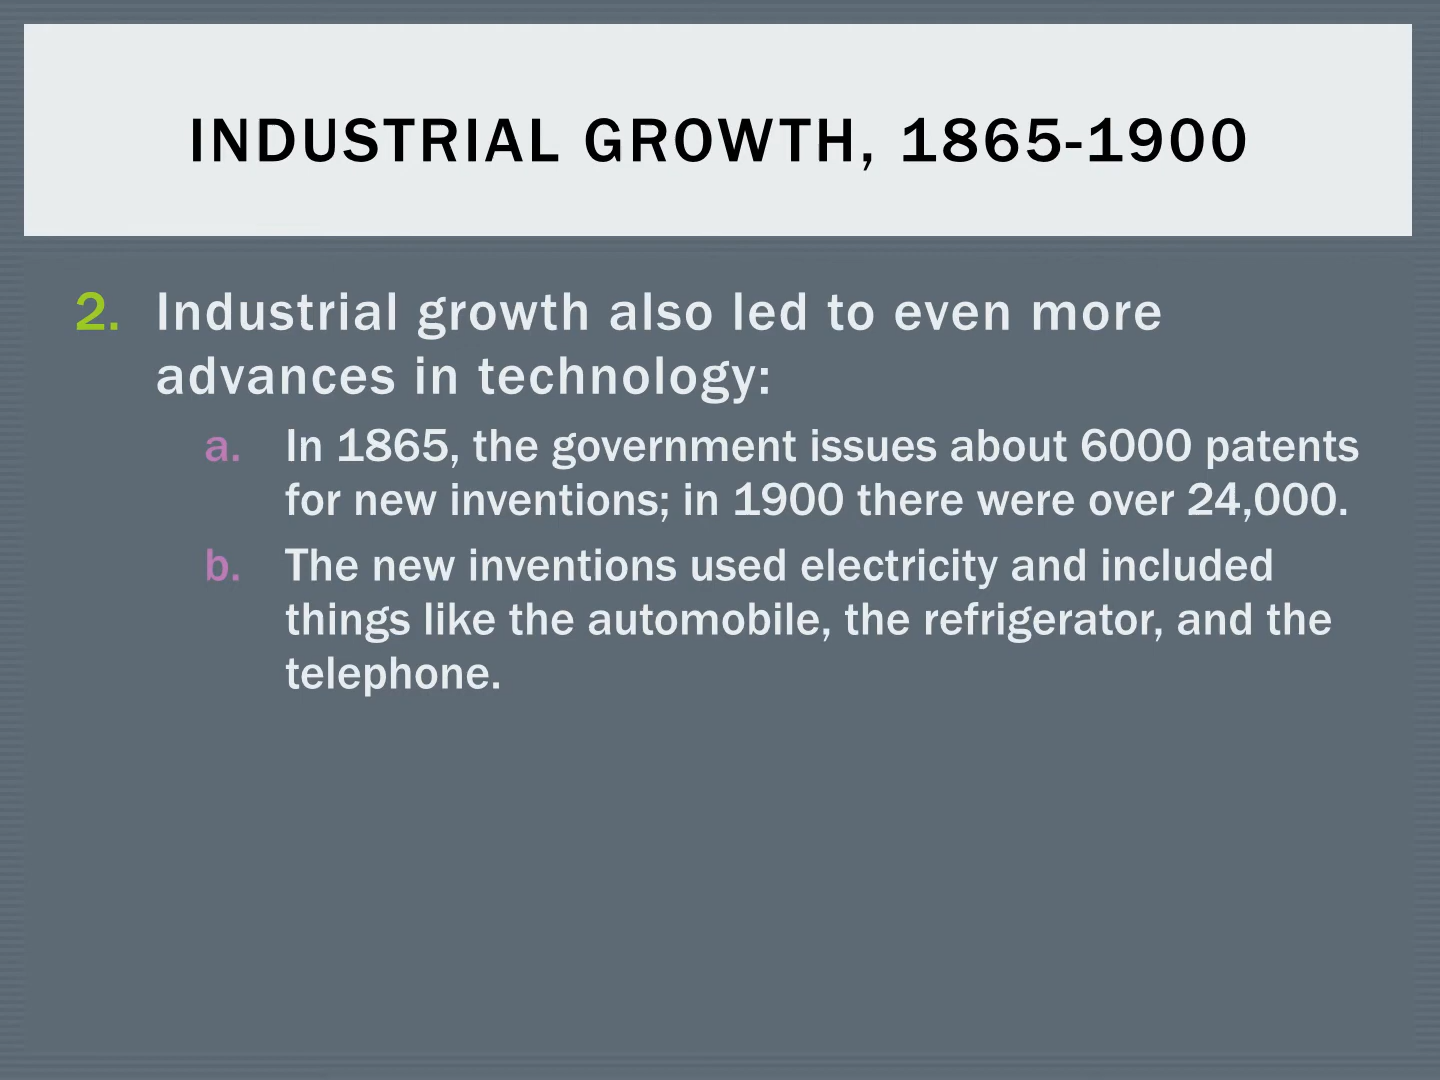 INDUSTRIAL GROWTH, 1865-1900
2. Industrial growth also led to even more
advances in technology:
a. In 1865, the government issues about 6000 patents
for new inventions; in 1900 there were over 24,000.
b. The new inventions used electricity and included
things like the automobile, the refrigerator, and the
telephone.